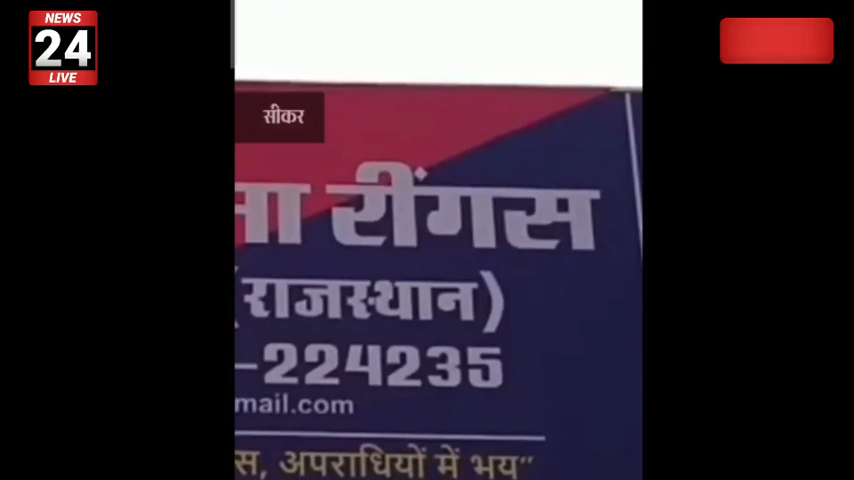 NEWS
24
LIVE
सीकर
ना रींगस
(राजस्थान)
-224235
mail.com
स, अपराधियों में भय”